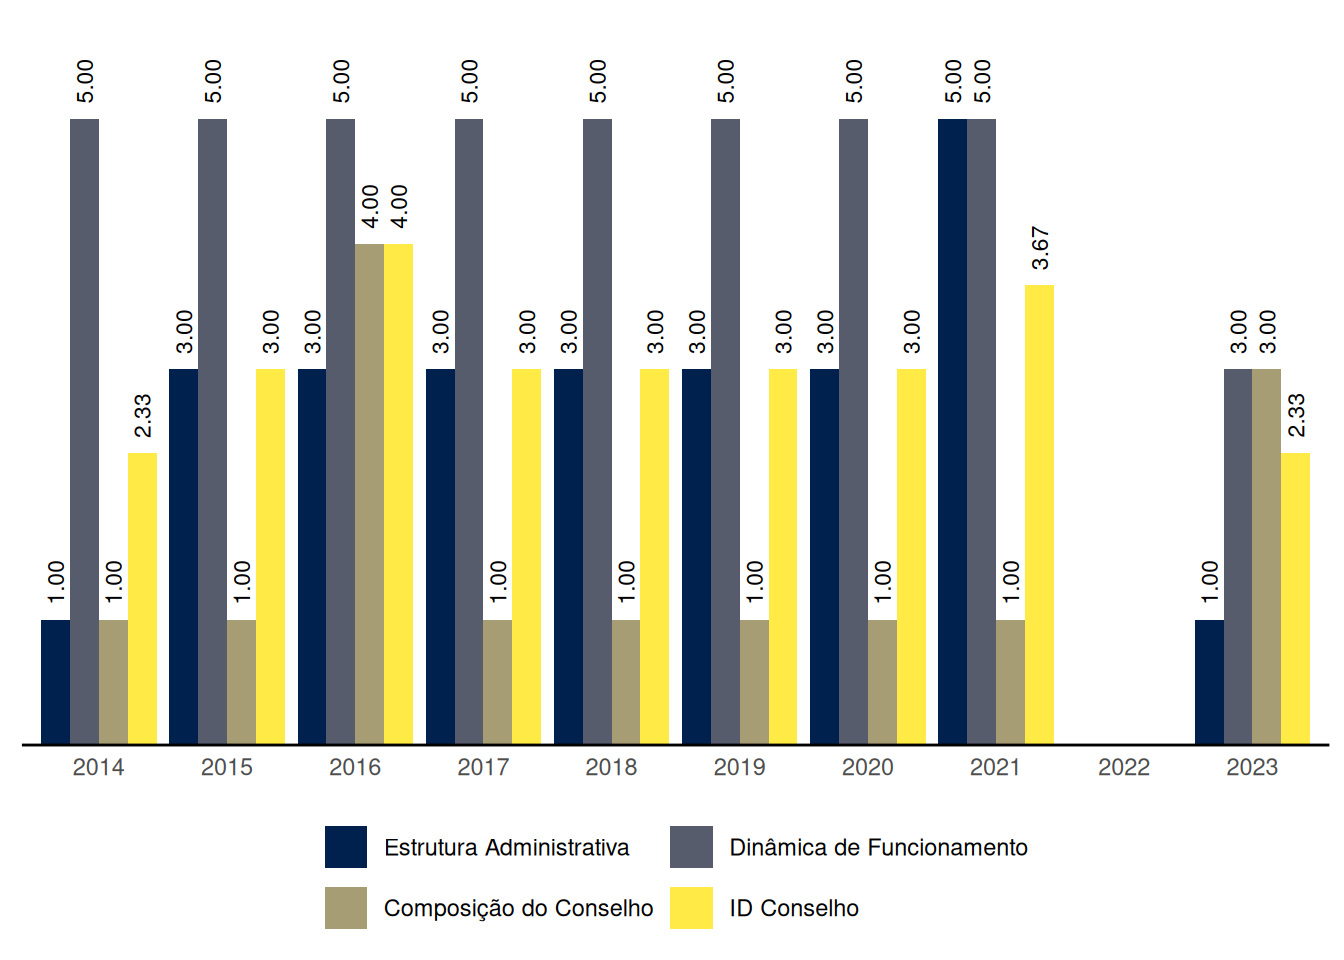 5.00 5.00 5.00 5.00 5.00 5.00 5.00 5.00 5.00
4.00 4.00
3.67
3.00 3.00 3.00 3.00 3.00 3.00 3.00 3.00 3.00 3.00 3.00 3.00 3.00
2.33 2.33
1.00 1.00 1.00 1.00 1.00 1.00 1.00 1.00 1.00
2014 2015 2016 2017 2018 2019 2020 2021 2022 2023
Estrutura Administrativa Dinâmica de Funcionamento
Composição do Conselho ID Conselho